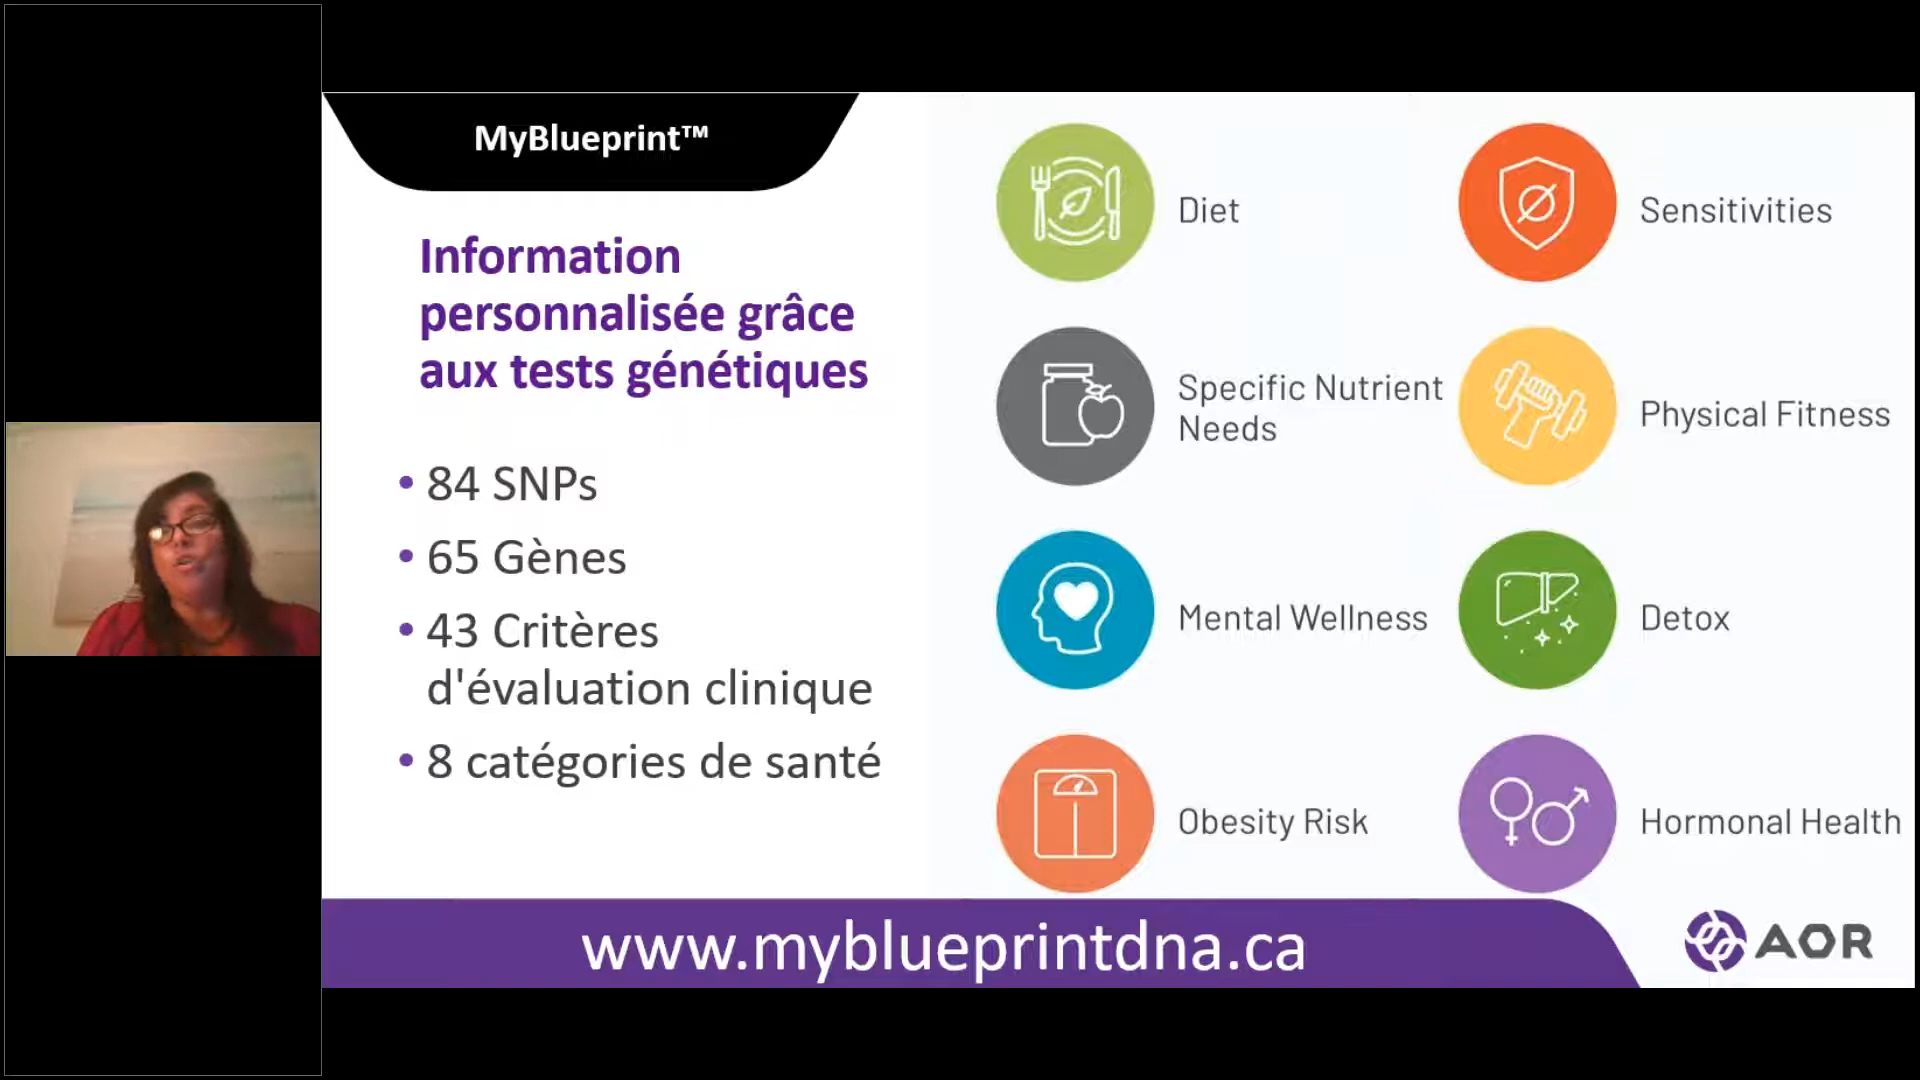 MyBlueprint™
Information
personnalisée grâce
aux tests génétiques
• 84 SNPs
• 65 Gènes
• 43 Critères
d'évaluation clinique
• 8 catégories de santé
Diet
Sensitivities
Specific Nutrient
Needs
Physical Fitness
Mental Wellness
Detox
Obesity Risk
Hormonal Health
www.myblueprintdna.ca
AOR